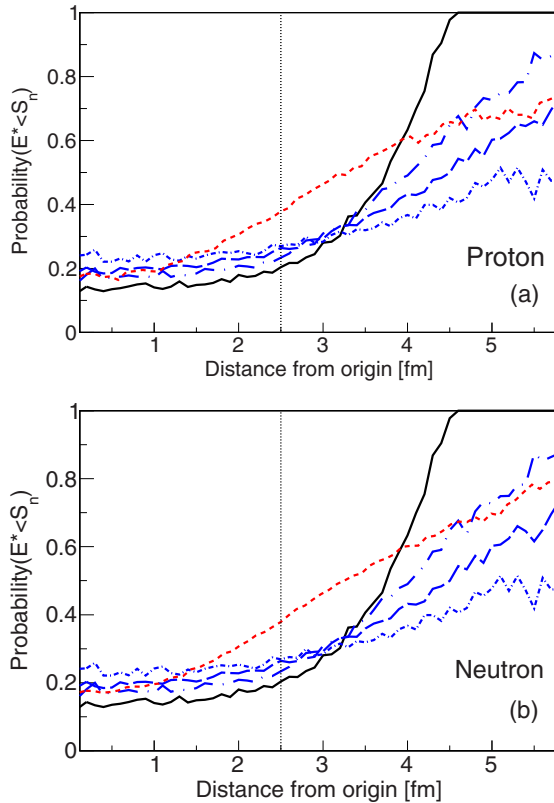 1
0.8
0.6
0.4
0.2
0
Probability(E*<S_n)
1 2 3 4 5
Distance from origin [fm]
Proton
(a)
1
0.8
0.6
0.4
0.2
0
Probability(E*<S_n)
1 2 3 4 5
Distance from origin [fm]
Neutron
(b)